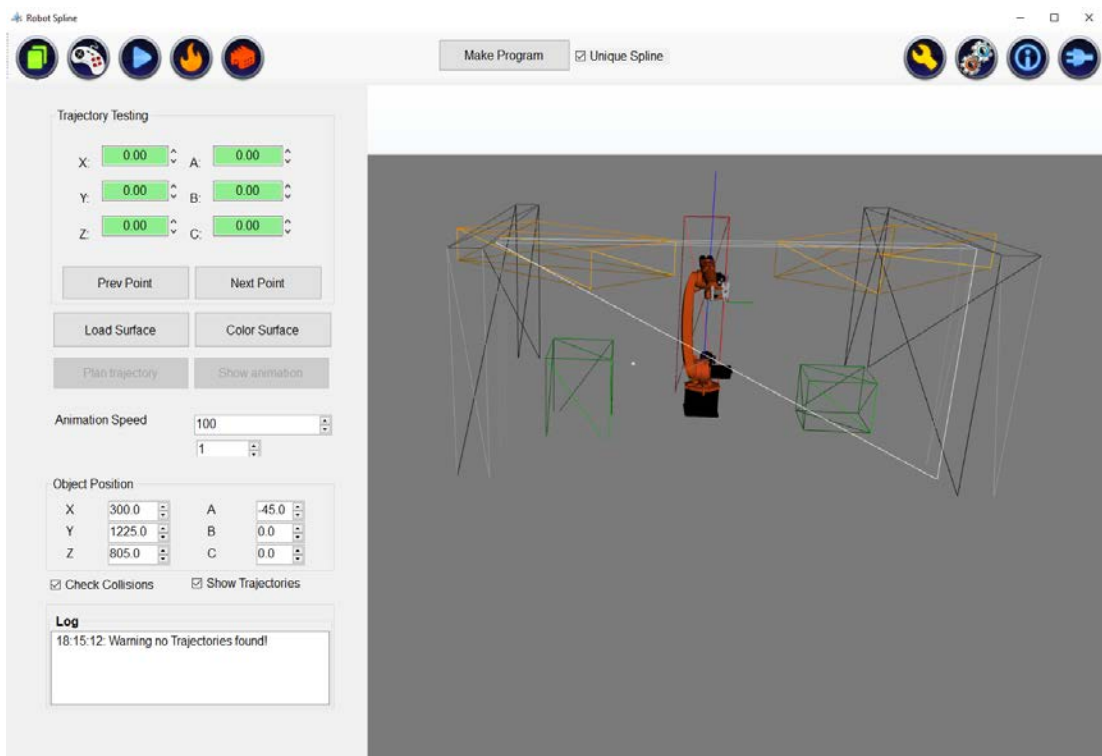 Robot Spline
Make Program
Unique Spline
Trajectory Testing
X: 0.00 A: 0.00
Y: 0.00 B: 0.00
Z: 0.00 C: 0.00
Prev Point Next Point
Load Surface Color Surface
Plan trajectory Show animation
Animation Speed 100
1
Object Position
X 300.0 A -45.0
Y 1225.0 B 0.0
Z 805.0 C 0.0
Check Collisions Show Trajectories
Log
18:15:12: Warning no Trajectories found!